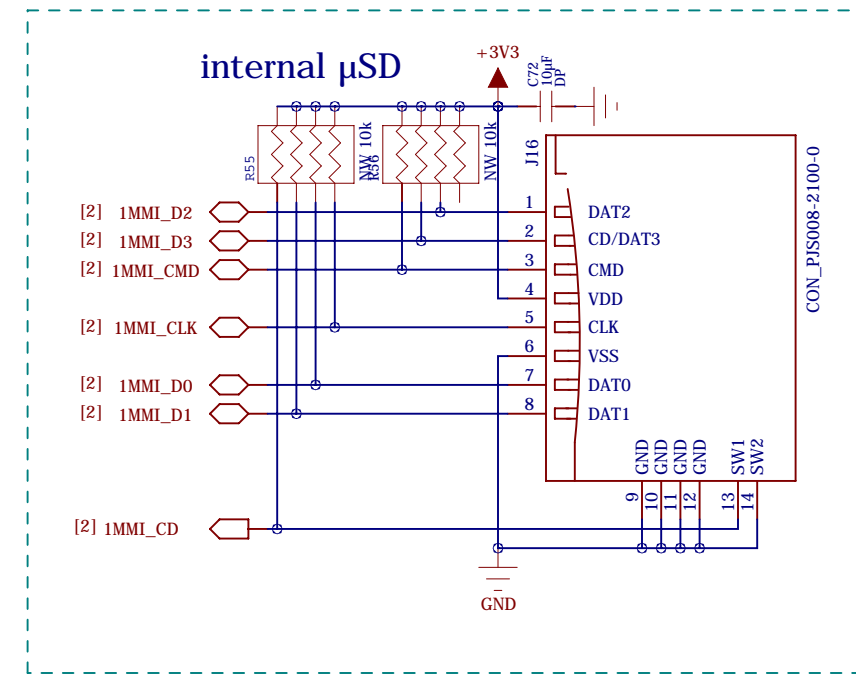 internal µSD
+3V3
C72
10µF
DP
R55
NW 10k
R56
NW 10k
J16
CON_PJS008-2100-0
[2] 1MMI_D2
1
DAT2
[2] 1MMI_D3
2
CD/DAT3
[2] 1MMI_CMD
3
CMD
4
VDD
[2] 1MMI_CLK
5
CLK
6
VSS
[2] 1MMI_D0
7
DAT0
[2] 1MMI_D1
8
DAT1
GND
GND
GND
GND
SW1
SW2
9
10
11
12
13
14
[2] 1MMI_CD
GND